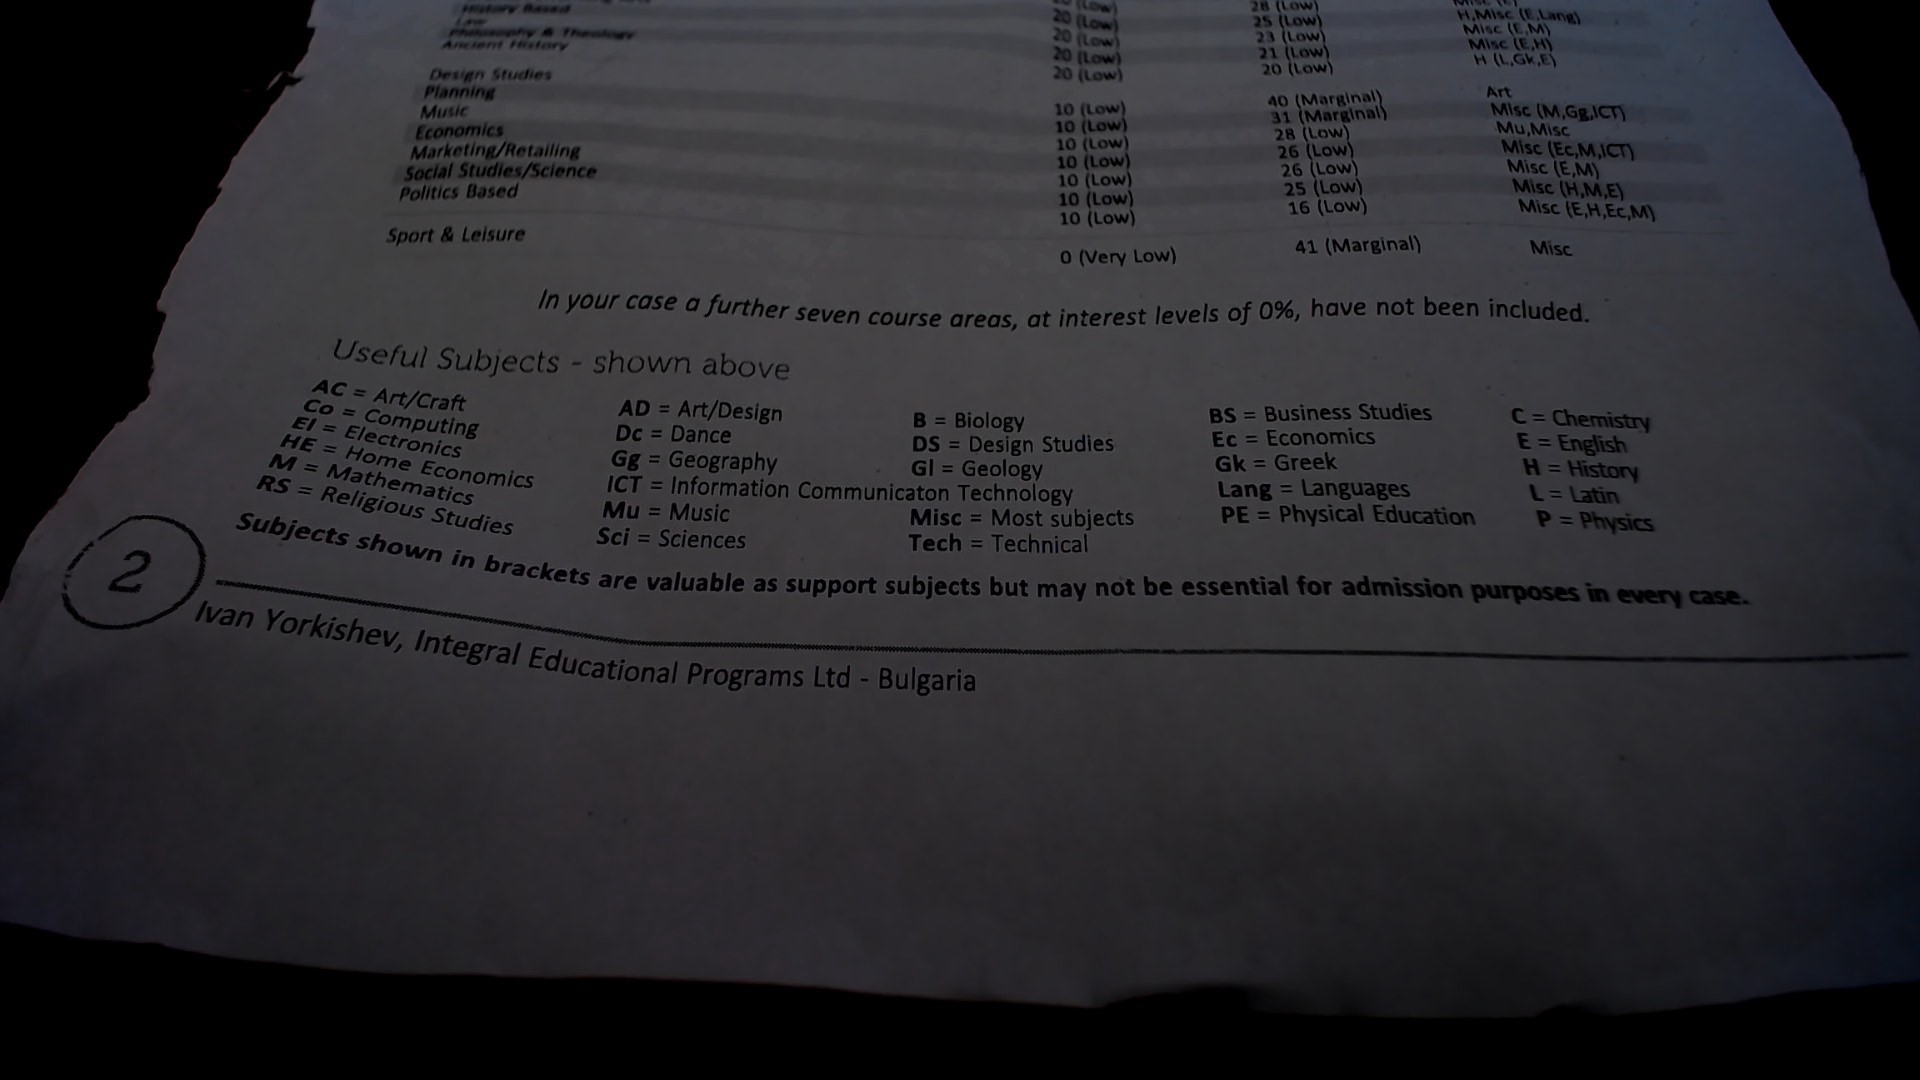 History Based 20 (Low) 28 (Low)
Law 20 (Low) 25 (Low) H,Misc (E,Lang)
Philosophy & Theology 20 (Low) 23 (Low) Misc (E,M)
Ancient History 20 (Low) 21 (Low) Misc (E,H)
20 (Low) 20 (Low) H (L,Gk,E)
Design Studies 10 (Low) 40 (Marginal) Art
Planning 10 (Low) 31 (Marginal) Misc (M,Gg,ICT)
Music 10 (Low) 28 (Low) Mu,Misc
Economics 10 (Low) 26 (Low) Misc (Ec,M,ICT)
Marketing/Retailing 10 (Low) 26 (Low) Misc (E,M)
Social Studies/Science 10 (Low) 25 (Low) Misc (H,M,E)
Politics Based 10 (Low) 16 (Low) Misc (E,H,Ec,M)
Sport & Leisure 0 (Very Low) 41 (Marginal) Misc
In your case a further seven course areas, at interest levels of 0%, have not been included.
Useful Subjects - shown above
AC = Art/Craft AD = Art/Design B = Biology BS = Business Studies C = Chemistry
Co = Computing Dc = Dance DS = Design Studies Ec = Economics E = English
El = Electronics Gg = Geography Gl = Geology Gk = Greek H = History
HE = Home Economics ICT = Information Communicaton Technology Lang = Languages L = Latin
M = Mathematics Mu = Music Misc = Most subjects PE = Physical Education P = Physics
RS = Religious Studies Sci = Sciences Tech = Technical
Subjects shown in brackets are valuable as support subjects but may not be essential for admission purposes in every case.
2
Ivan Yorkishev, Integral Educational Programs Ltd - Bulgaria